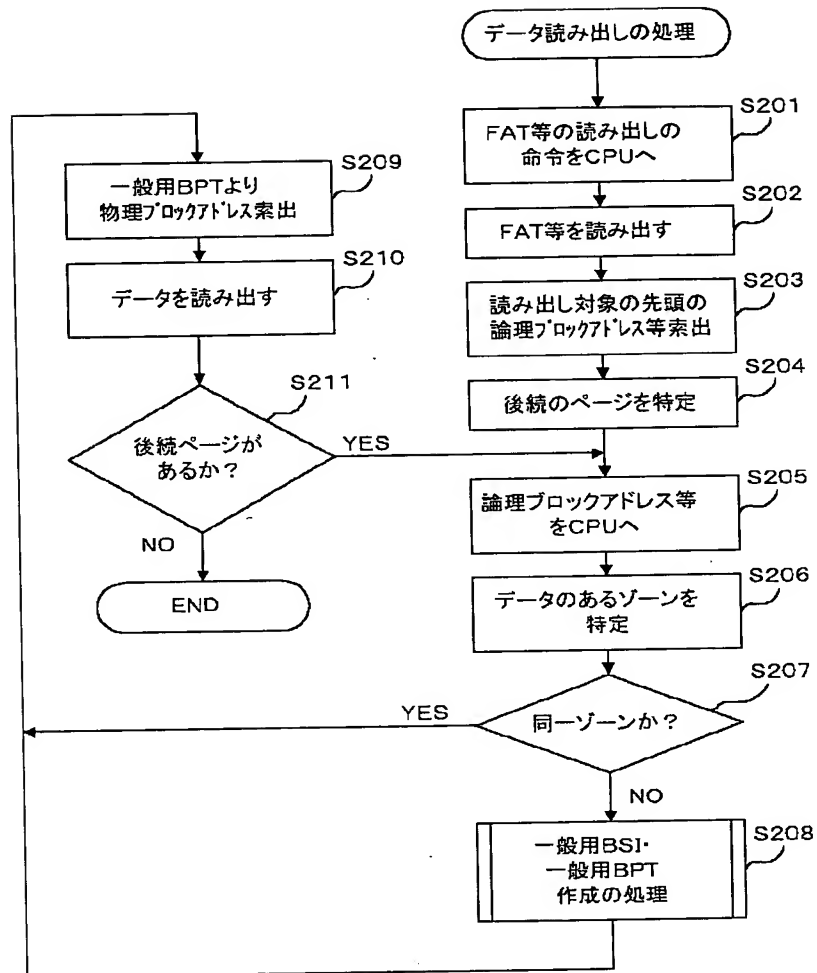 データ読み出しの処理
S201
FAT等の読み出しの
命令をCPUへ
S202
FAT等を読み出す
S203
読み出し対象の先頭の
論理ブロックアドレス等索出
S204
後続のページを特定
S205
論理ブロックアドレス等
をCPUへ
S206
データのあるゾーンを
特定
S207
同一ゾーンか？
YES
NO
S208
一般用BSI・
一般用BPT
作成の処理
S209
一般用BPTより
物理ブロックアドレス索出
S210
データを読み出す
S211
後続ページが
あるか？
YES
NO
END